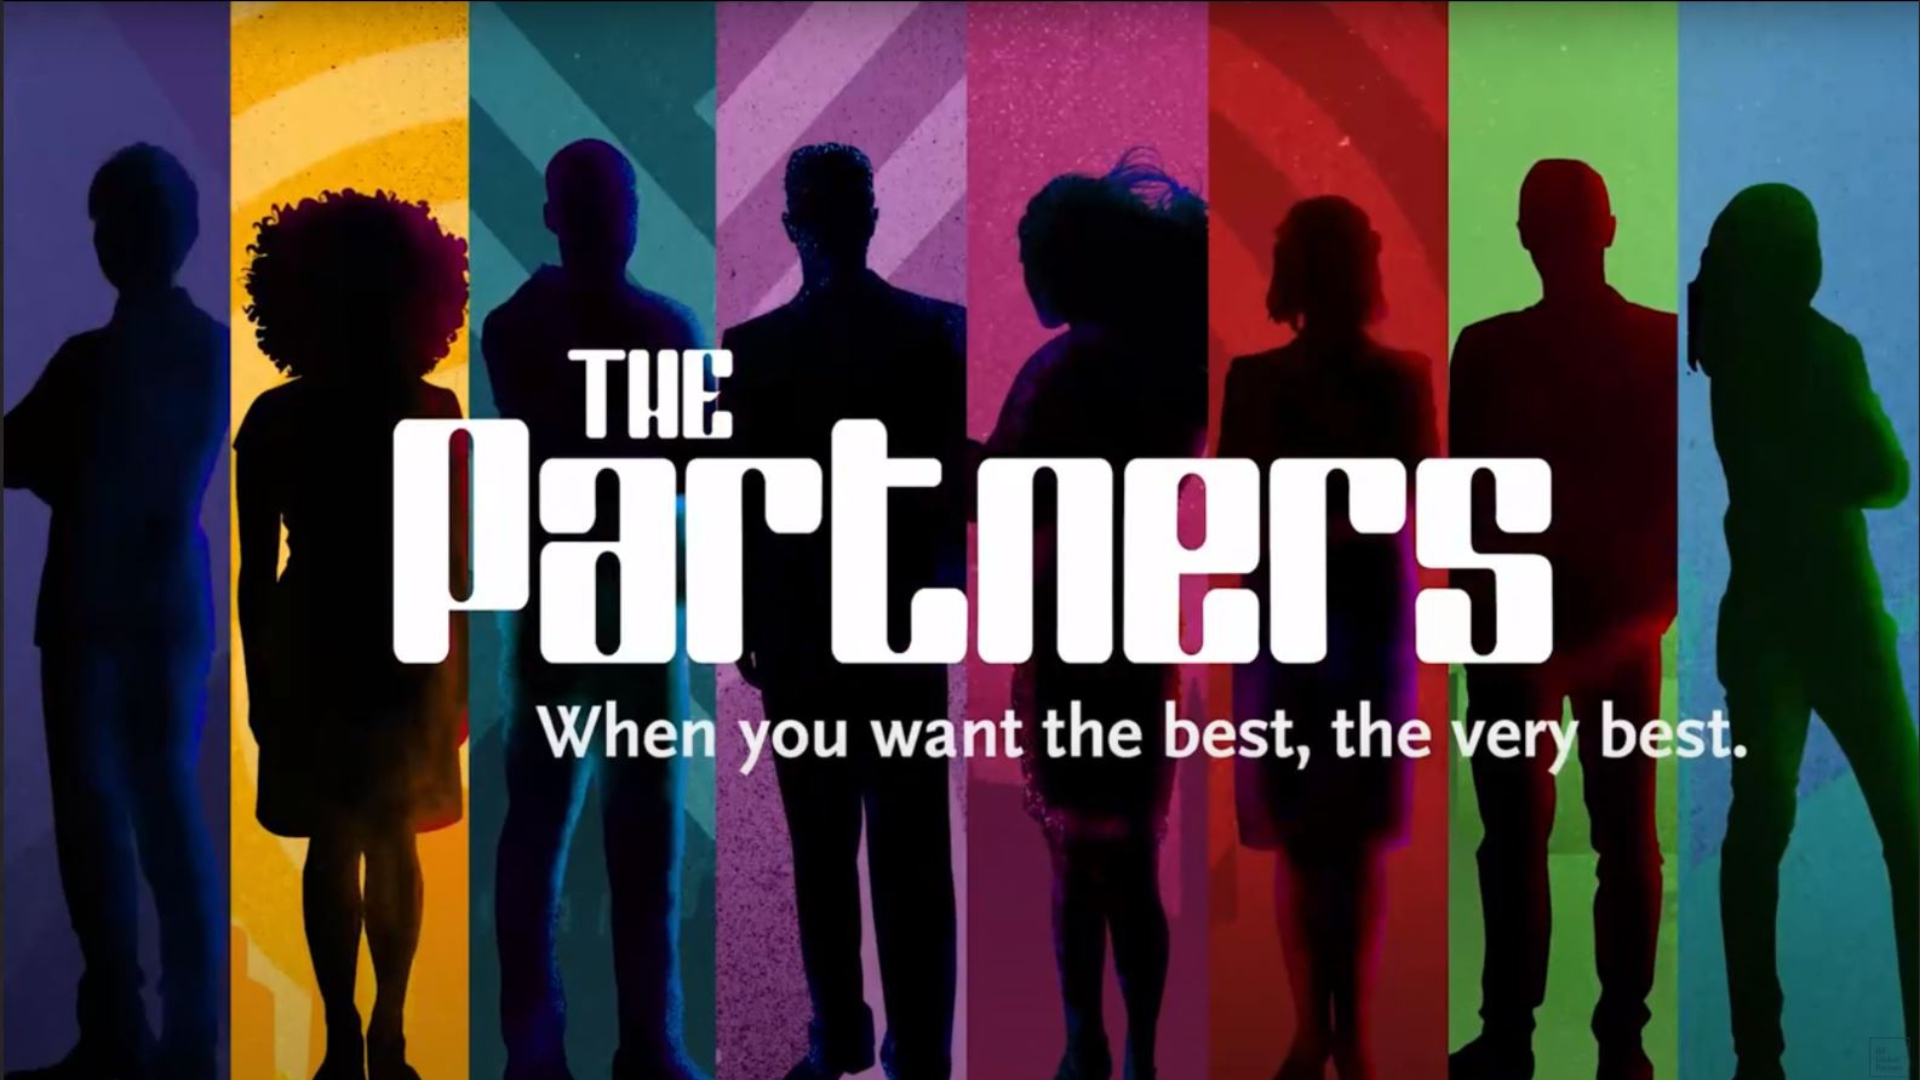 THE
Partners
When you want the best, the very best.